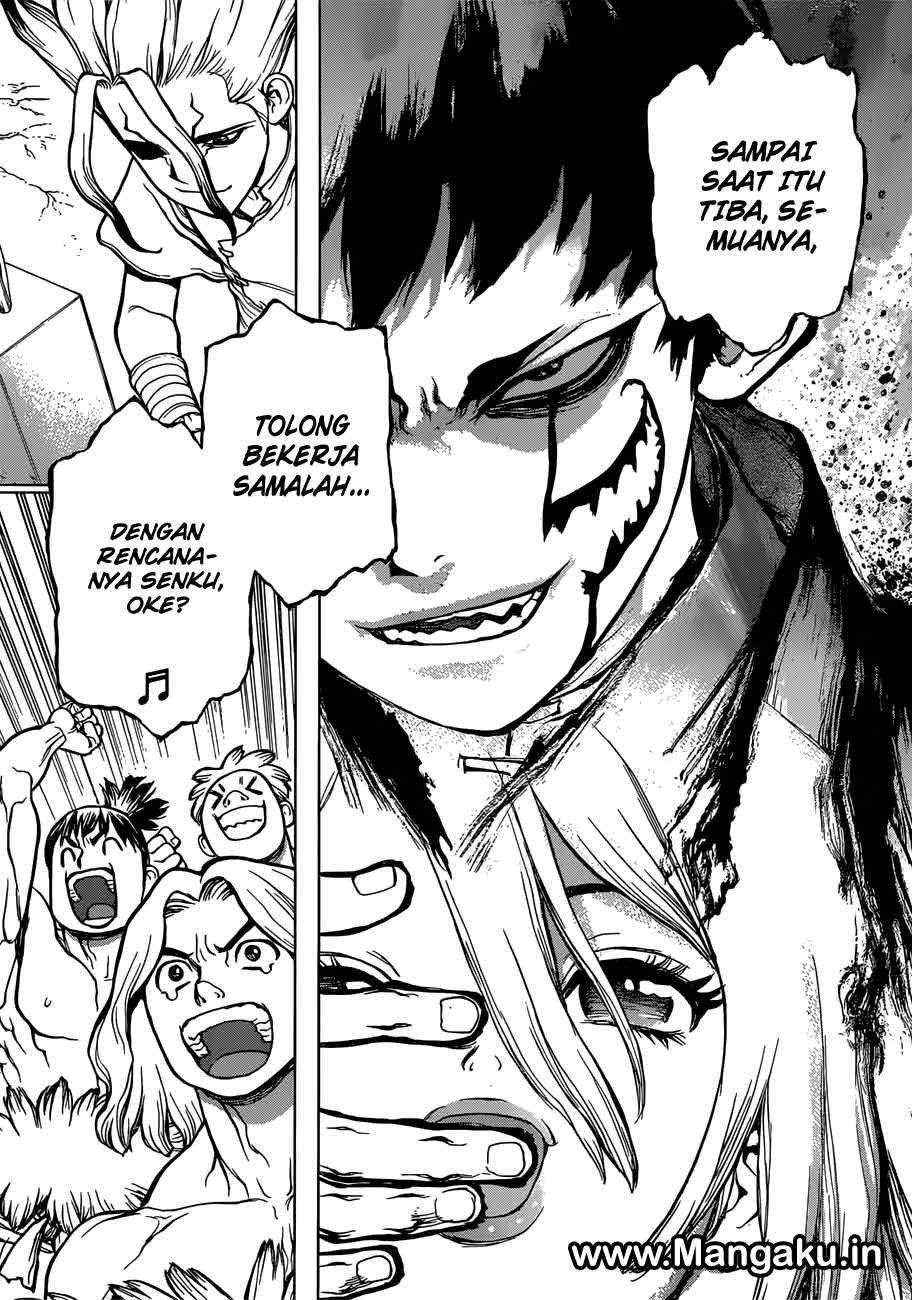 SAMPAI
SAAT ITU
TIBA, SE-
MUANYA,
TOLONG
BEKERJA
SAMALAH...
DENGAN
RENCANA-
NYA SENKU,
OKE?
www.Mangaku.in